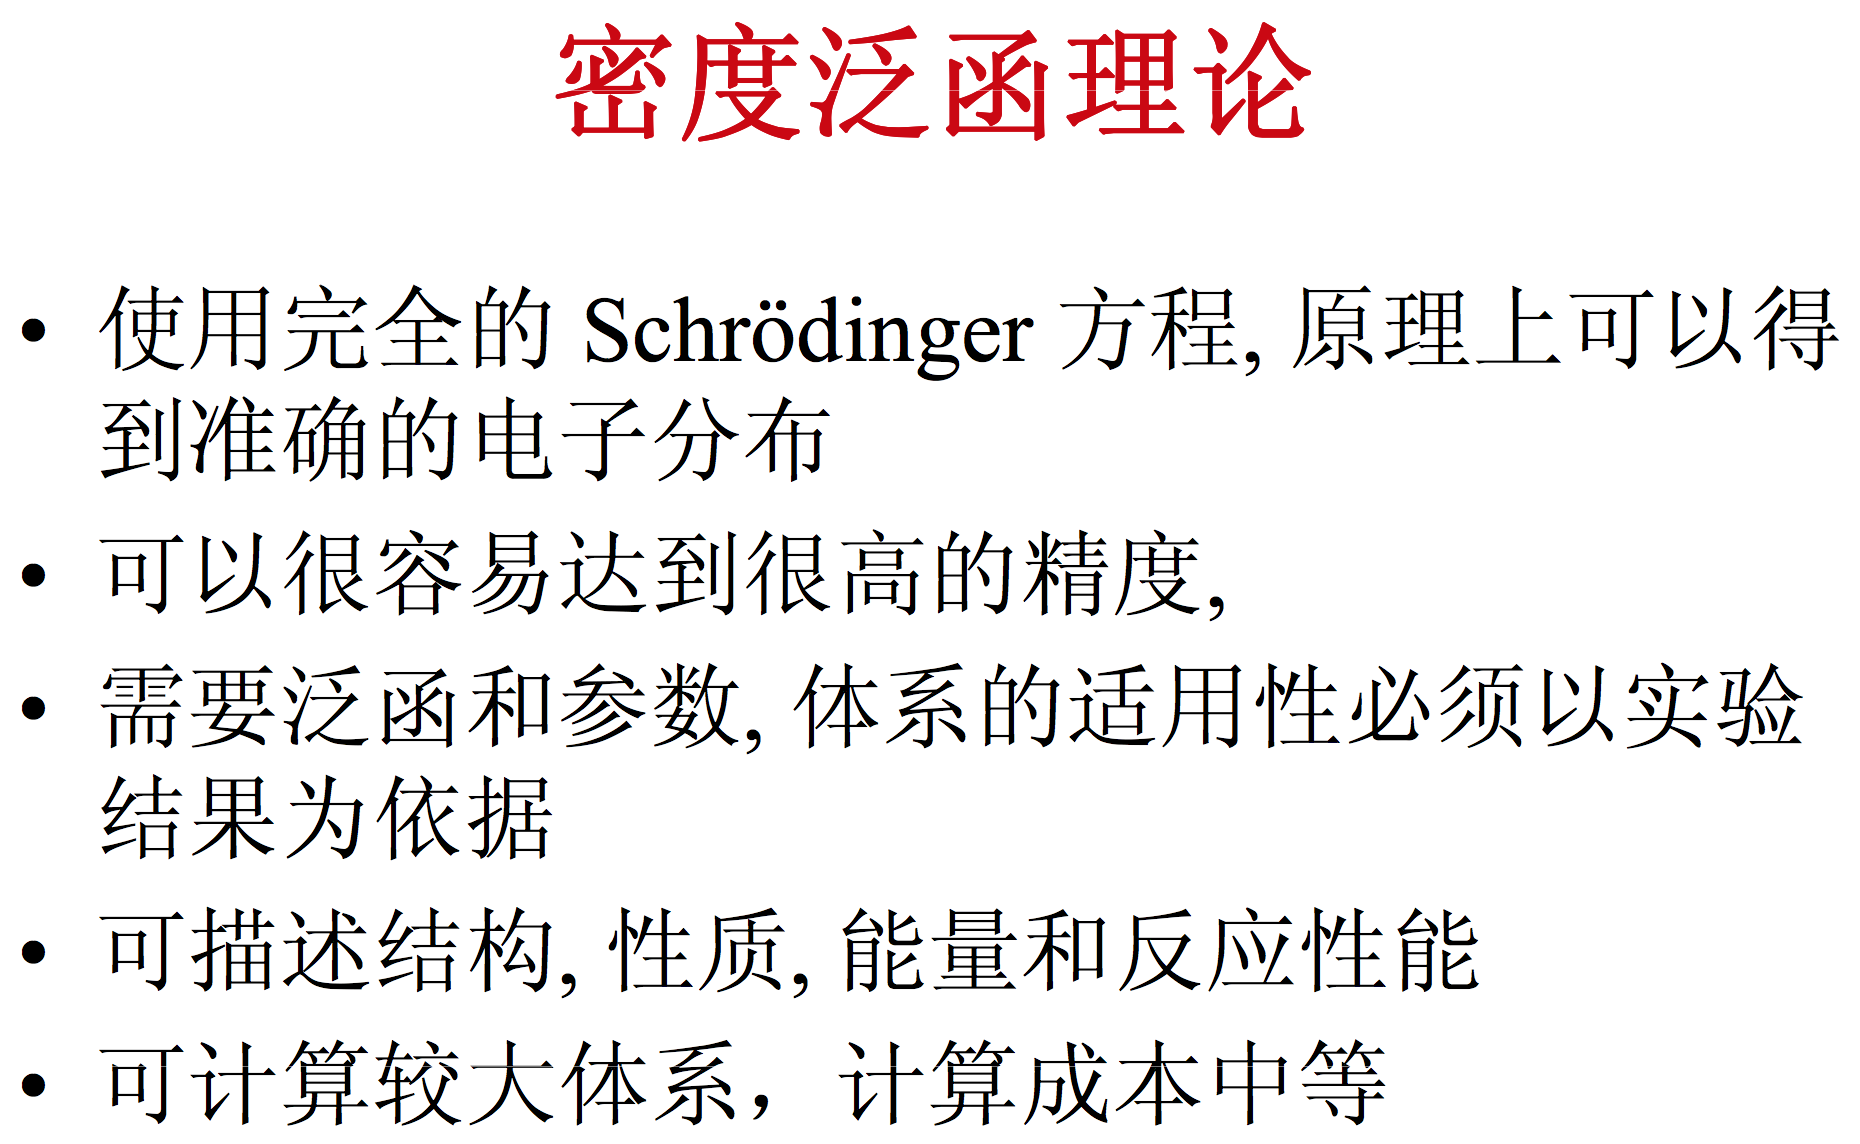 密度泛函理论
• 使用完全的 Schrödinger 方程, 原理上可以得
到准确的电子分布
• 可以很容易达到很高的精度,
• 需要泛函和参数, 体系的适用性必须以实验
结果为依据
• 可描述结构, 性质, 能量和反应性能
• 可计算较大体系，计算成本中等